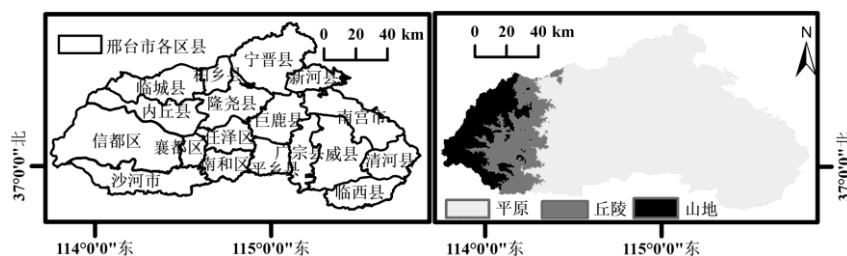 邢台市各区县
0 20 40 km
宁晋县
柏乡县
新河县
临城县
隆尧县
内丘县
巨鹿县
南宫市
信都区
任泽区
襄都区
广宗县
威县
南和区
平乡县
清河县
沙河市
临西县
37°0'0"北
114°0'0"东
115°0'0"东
0 20 40 km
N
平原
丘陵
山地
37°0'0"北
114°0'0"东
115°0'0"东